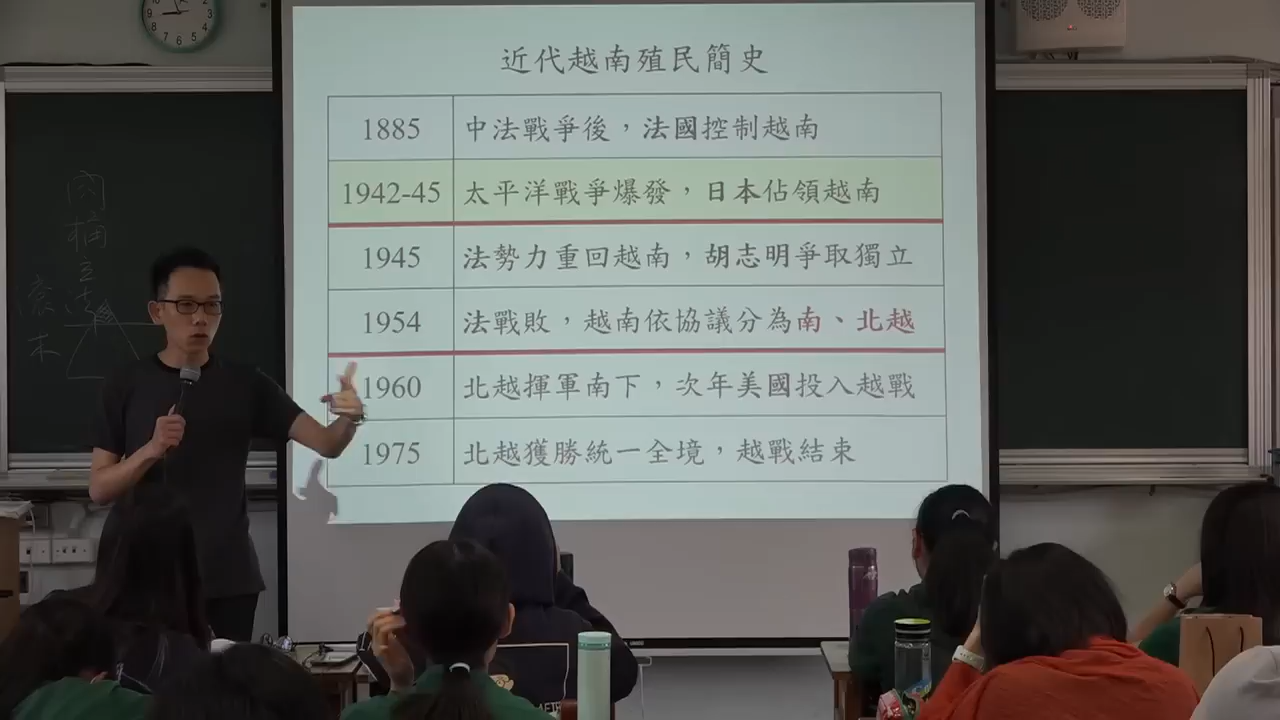 近代越南殖民簡史
1885 中法戰爭後，法國控制越南
1942-45 太平洋戰爭爆發，日本佔領越南
1945 法勢力重回越南，胡志明爭取獨立
1954 法戰敗，越南依協議分為南、北越
1960 北越揮軍南下，次年美國投入越戰
1975 北越獲勝統一全境，越戰結束